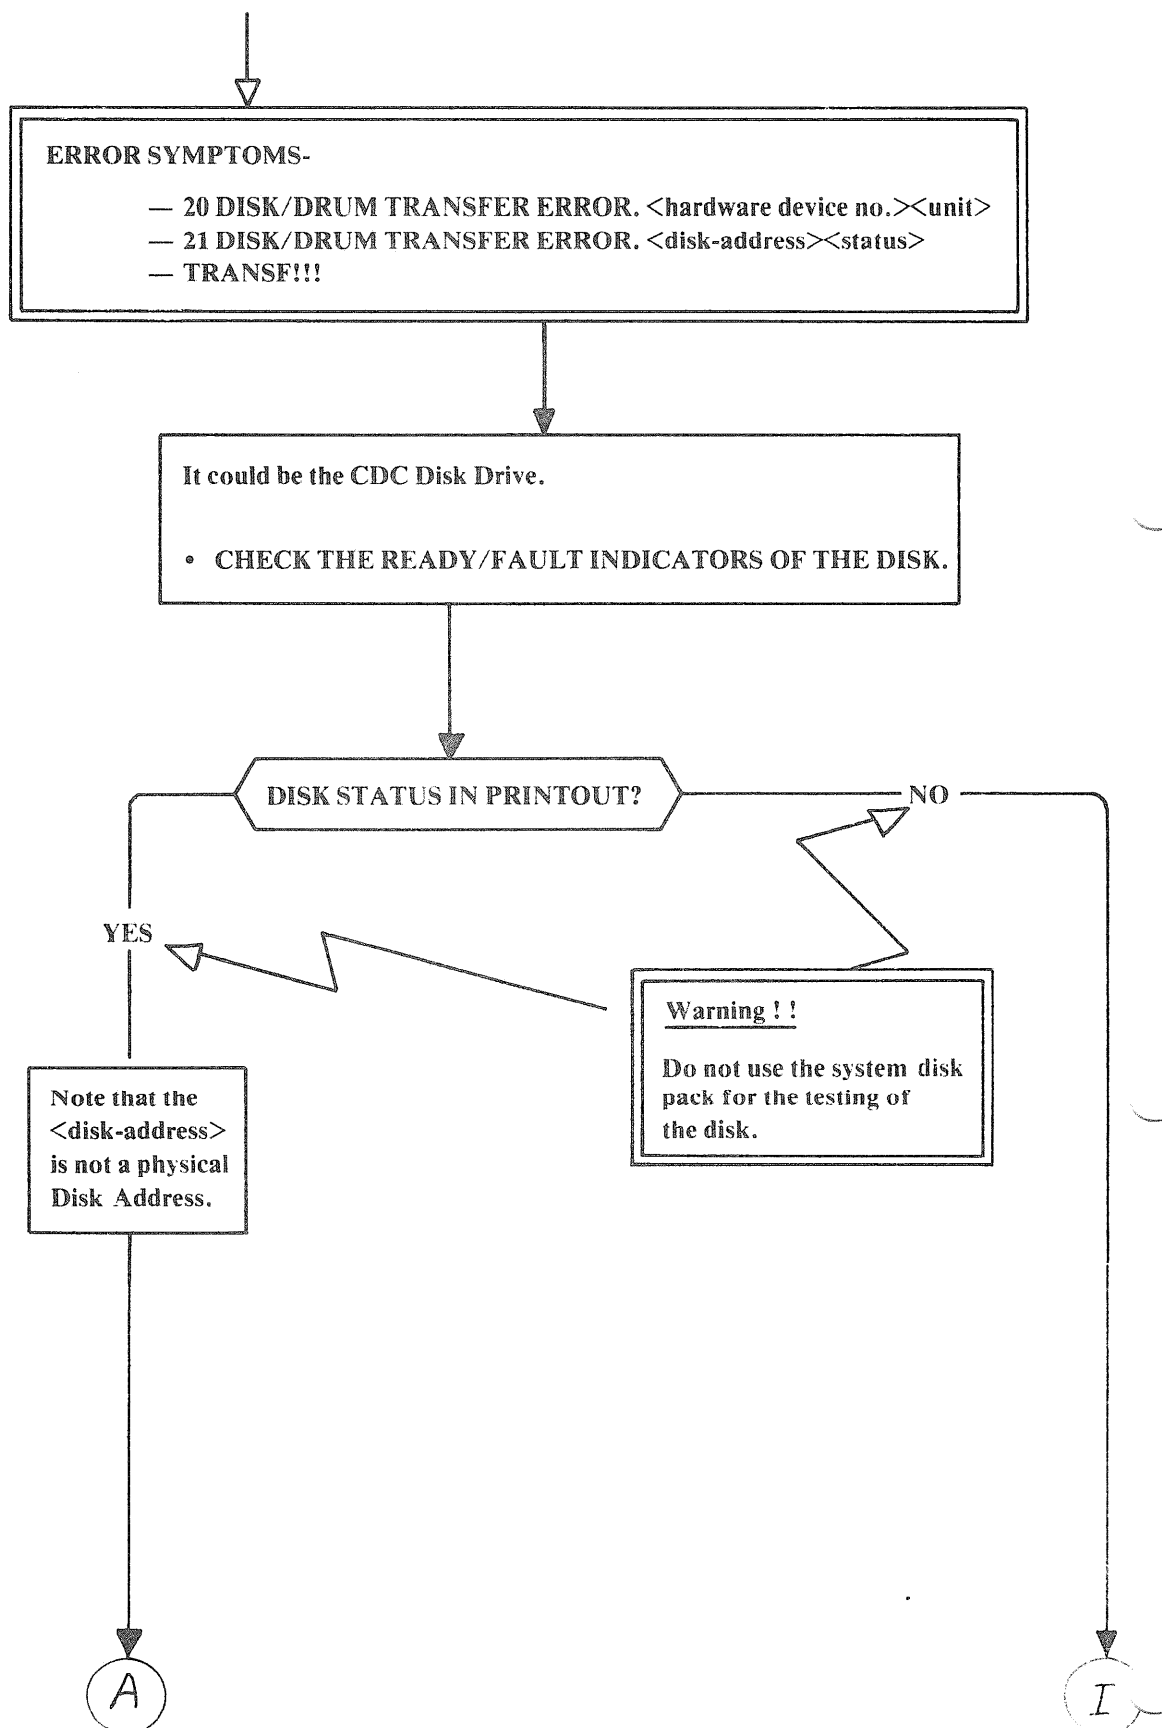 ERROR SYMPTOMS-
— 20 DISK/DRUM TRANSFER ERROR. <hardware device no.><unit>
— 21 DISK/DRUM TRANSFER ERROR. <disk-address><status>
— TRANSF!!!
It could be the CDC Disk Drive.
• CHECK THE READY/FAULT INDICATORS OF THE DISK.
DISK STATUS IN PRINTOUT?
NO
YES
Warning ! !
Do not use the system disk
pack for the testing of
the disk.
Note that the
<disk-address>
is not a physical
Disk Address.
A
I